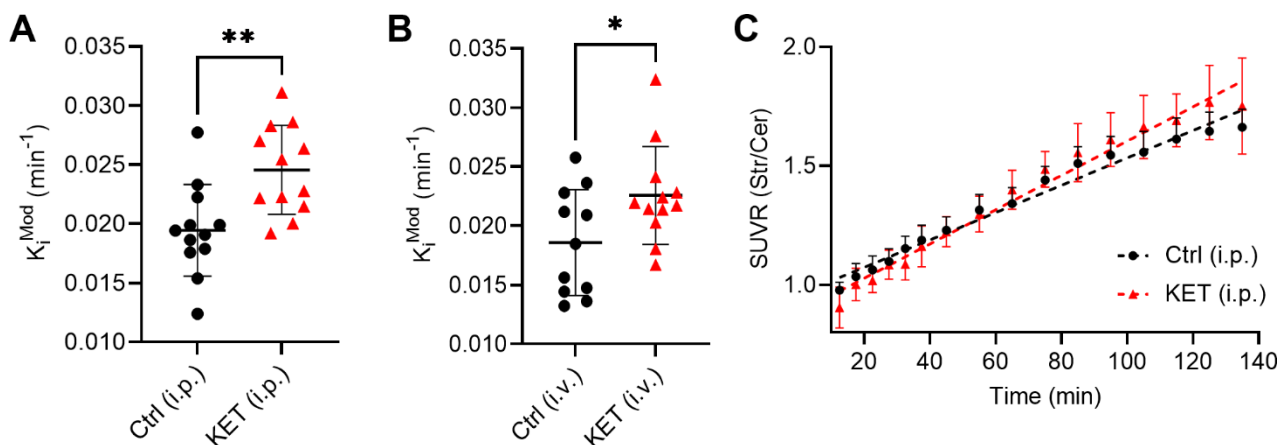 A
**
K_i^Mod (min⁻¹)
0.035
0.030
0.025
0.020
0.015
0.010
Ctrl (i.p.)
KET (i.p.)
B
*
K_i^Mod (min⁻¹)
0.035
0.030
0.025
0.020
0.015
0.010
Ctrl (i.v.)
KET (i.v.)
C
SUVR (Str/Cer)
2.0
1.5
1.0
Ctrl (i.p.)
KET (i.p.)
20 40 60 80 100 120 140
Time (min)